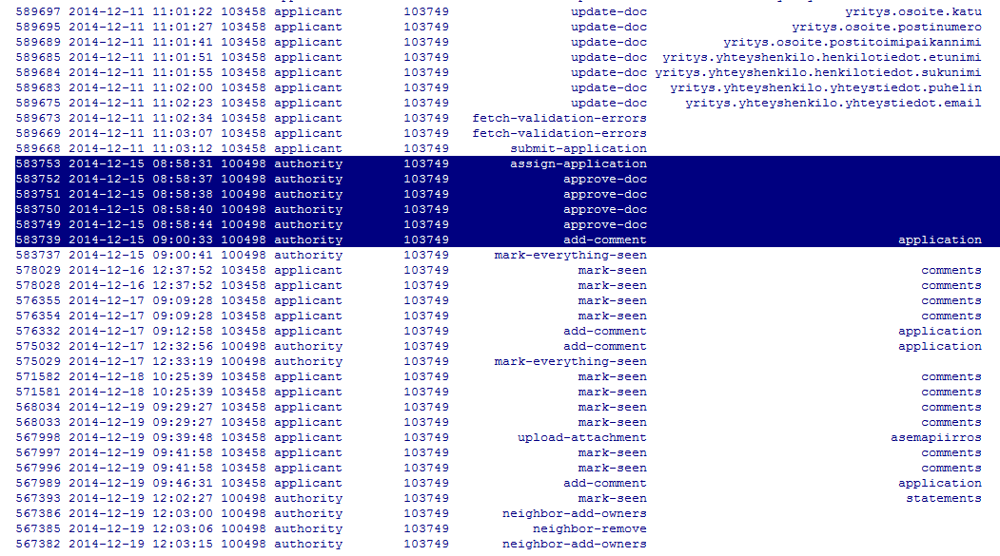 589697 2014-12-11 11:01:22 103458 applicant 103749 update-doc yritys.osoite.katu
589695 2014-12-11 11:01:27 103458 applicant 103749 update-doc yritys.osoite.postinumero
589689 2014-12-11 11:01:41 103458 applicant 103749 update-doc yritys.osoite.postitoimipaikannimi
589685 2014-12-11 11:01:51 103458 applicant 103749 update-doc yritys.yhteyshenkilo.henkilotiedot.etunimi
589684 2014-12-11 11:01:55 103458 applicant 103749 update-doc yritys.yhteyshenkilo.henkilotiedot.sukunimi
589683 2014-12-11 11:02:00 103458 applicant 103749 update-doc yritys.yhteyshenkilo.yhteystiedot.puhelin
589675 2014-12-11 11:02:23 103458 applicant 103749 update-doc yritys.yhteyshenkilo.yhteystiedot.email
589673 2014-12-11 11:02:34 103458 applicant 103749 fetch-validation-errors
589669 2014-12-11 11:03:07 103458 applicant 103749 fetch-validation-errors
589668 2014-12-11 11:03:12 103458 applicant 103749 submit-application
583753 2014-12-15 08:58:31 100498 authority 103749 assign-application
583752 2014-12-15 08:58:37 100498 authority 103749 approve-doc
583751 2014-12-15 08:58:38 100498 authority 103749 approve-doc
583750 2014-12-15 08:58:40 100498 authority 103749 approve-doc
583749 2014-12-15 08:58:44 100498 authority 103749 approve-doc
583739 2014-12-15 09:00:33 100498 authority 103749 add-comment application
583737 2014-12-15 09:00:41 100498 authority 103749 mark-everything-seen
578029 2014-12-16 12:37:52 103458 applicant 103749 mark-seen comments
578028 2014-12-16 12:37:52 103458 applicant 103749 mark-seen comments
576355 2014-12-17 09:09:28 103458 applicant 103749 mark-seen comments
576354 2014-12-17 09:09:28 103458 applicant 103749 mark-seen comments
576332 2014-12-17 09:12:58 103458 applicant 103749 add-comment application
575032 2014-12-17 12:32:56 100498 authority 103749 add-comment application
575029 2014-12-17 12:33:19 100498 authority 103749 mark-everything-seen
571582 2014-12-18 10:25:39 103458 applicant 103749 mark-seen comments
571581 2014-12-18 10:25:39 103458 applicant 103749 mark-seen comments
568034 2014-12-19 09:29:27 103458 applicant 103749 mark-seen comments
568033 2014-12-19 09:29:27 103458 applicant 103749 mark-seen comments
567998 2014-12-19 09:39:48 103458 applicant 103749 upload-attachment asemapiirros
567997 2014-12-19 09:41:58 103458 applicant 103749 mark-seen comments
567996 2014-12-19 09:41:58 103458 applicant 103749 mark-seen comments
567989 2014-12-19 09:46:31 103458 applicant 103749 add-comment application
567393 2014-12-19 12:02:27 100498 authority 103749 mark-seen statements
567386 2014-12-19 12:03:00 100498 authority 103749 neighbor-add-owners
567385 2014-12-19 12:03:06 100498 authority 103749 neighbor-remove
567382 2014-12-19 12:03:15 100498 authority 103749 neighbor-add-owners